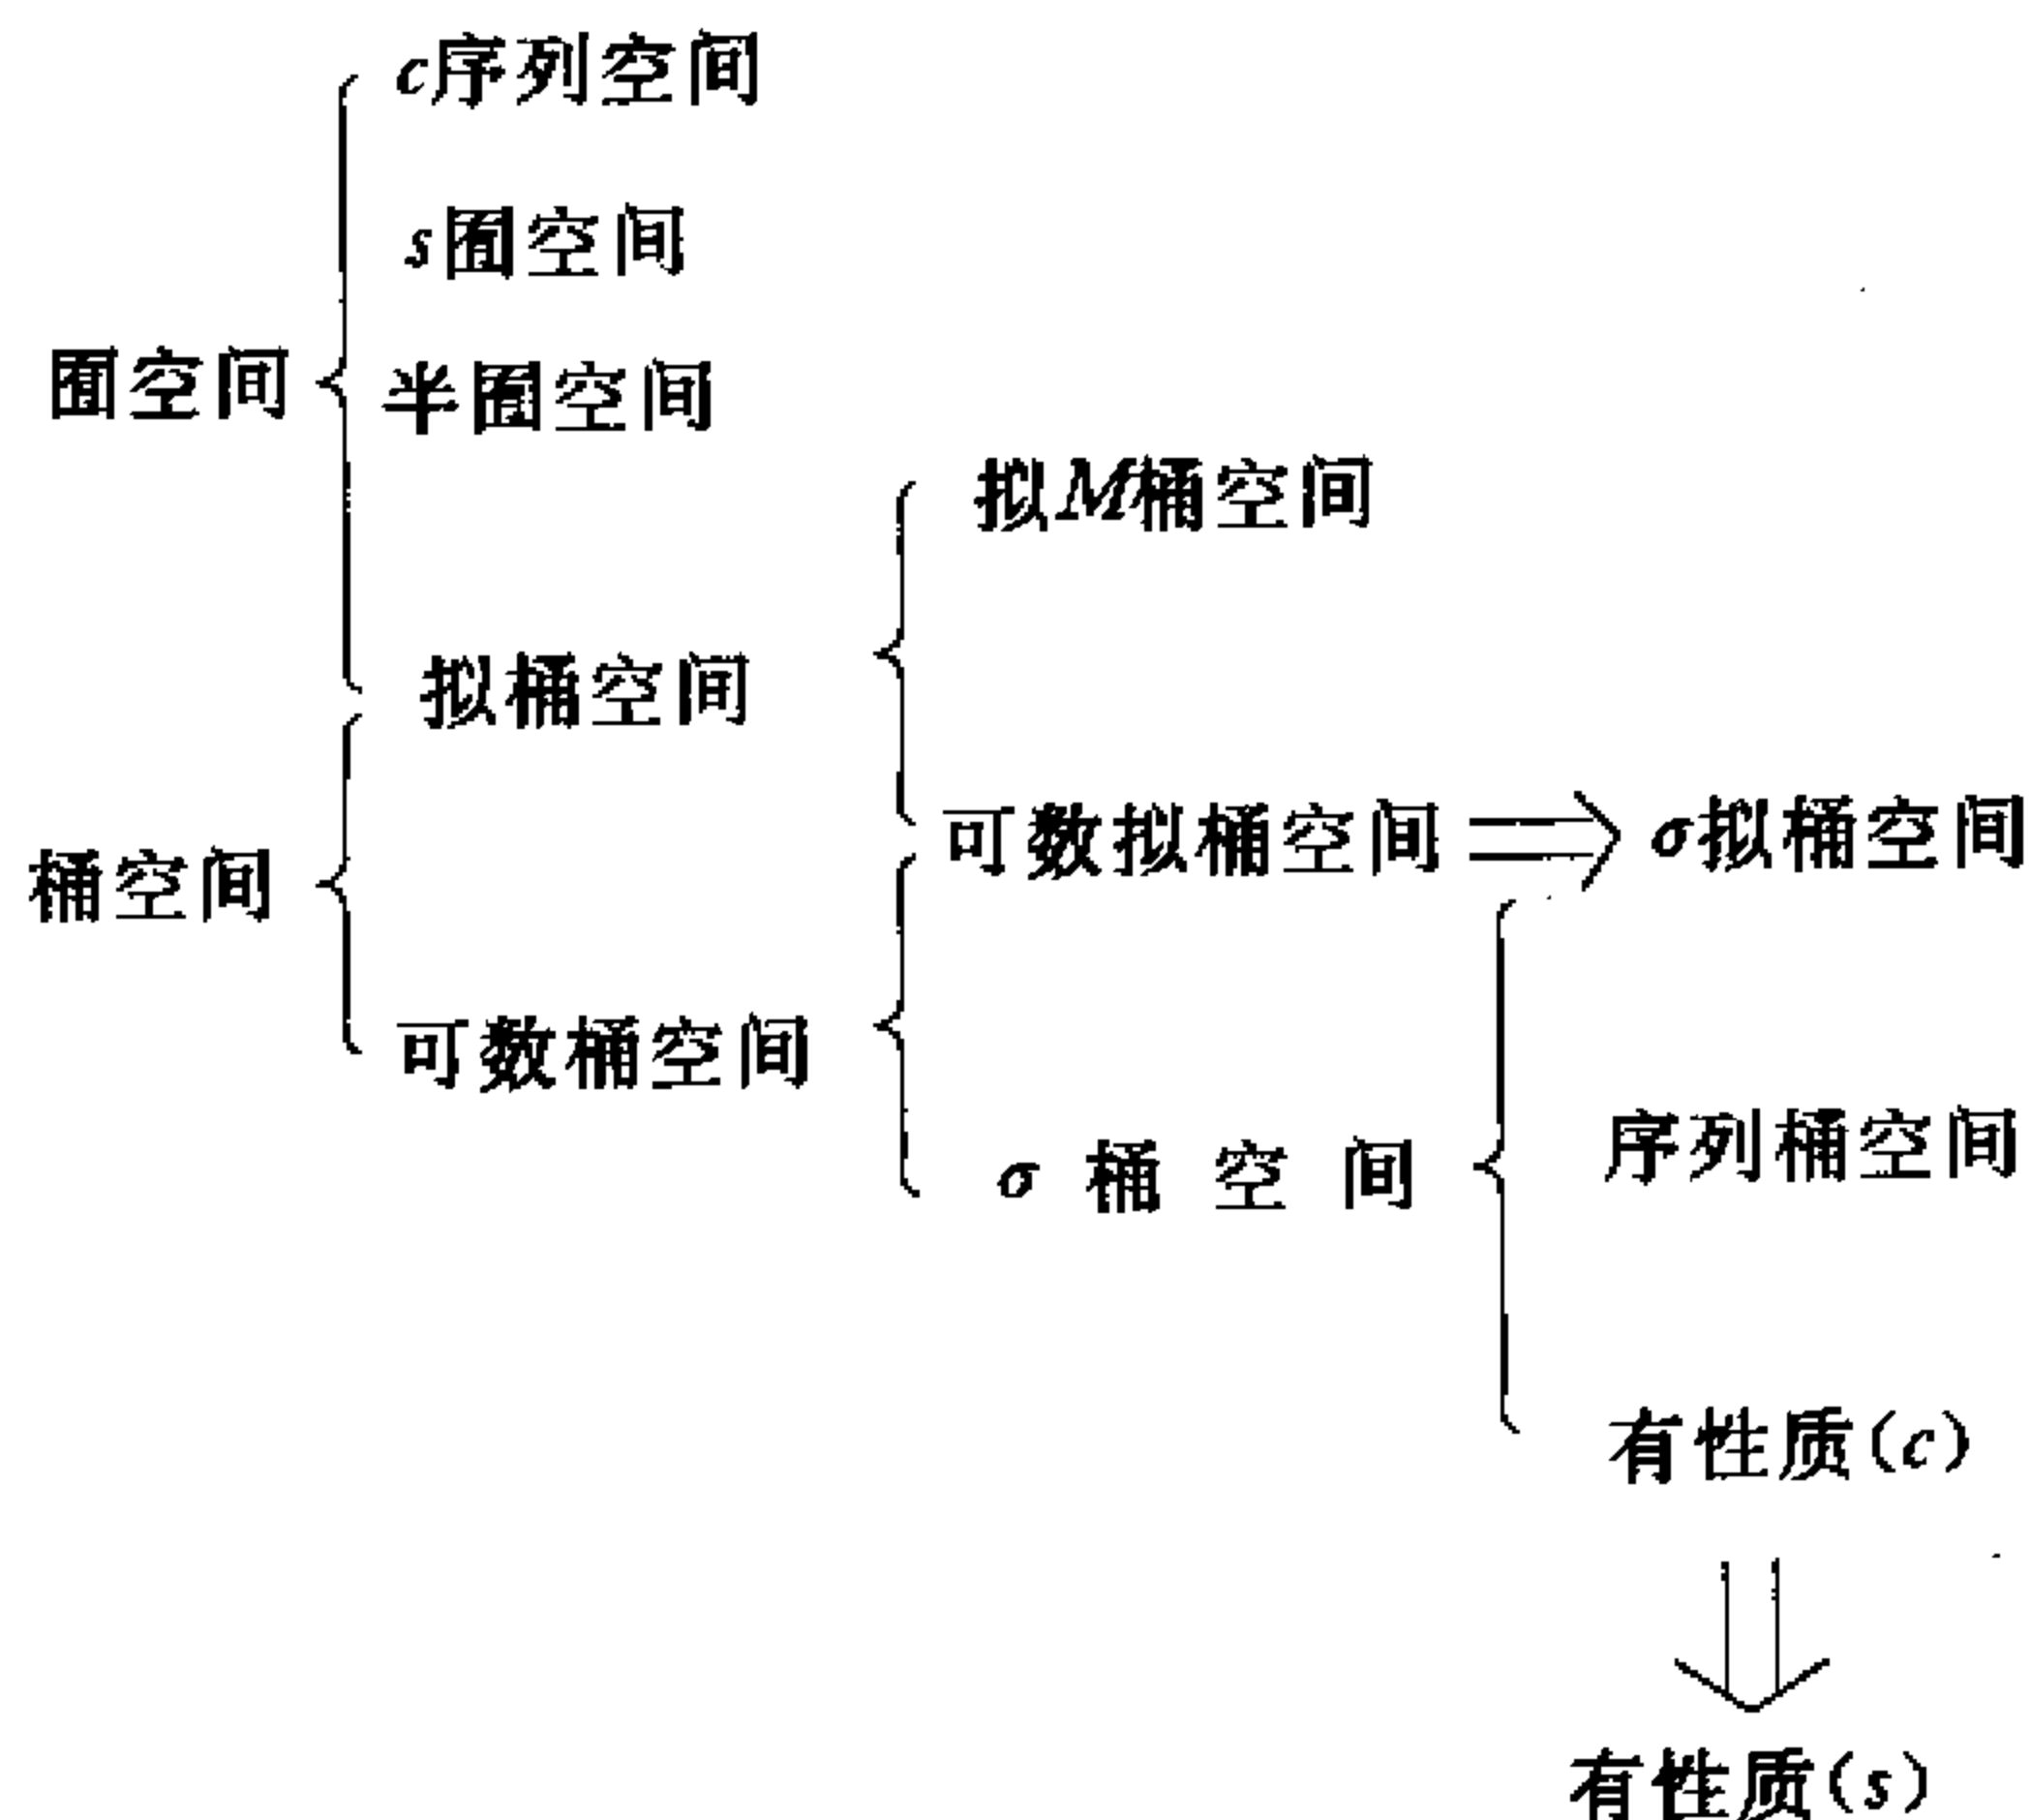 c序列空间
s囿空间
囿空间
半囿空间
拟M桶空间
拟桶空间
可数拟桶空间
σ拟桶空间
桶空间
可数桶空间
序列桶空间
σ 桶 空 间
有性质(c)
有性质(s)